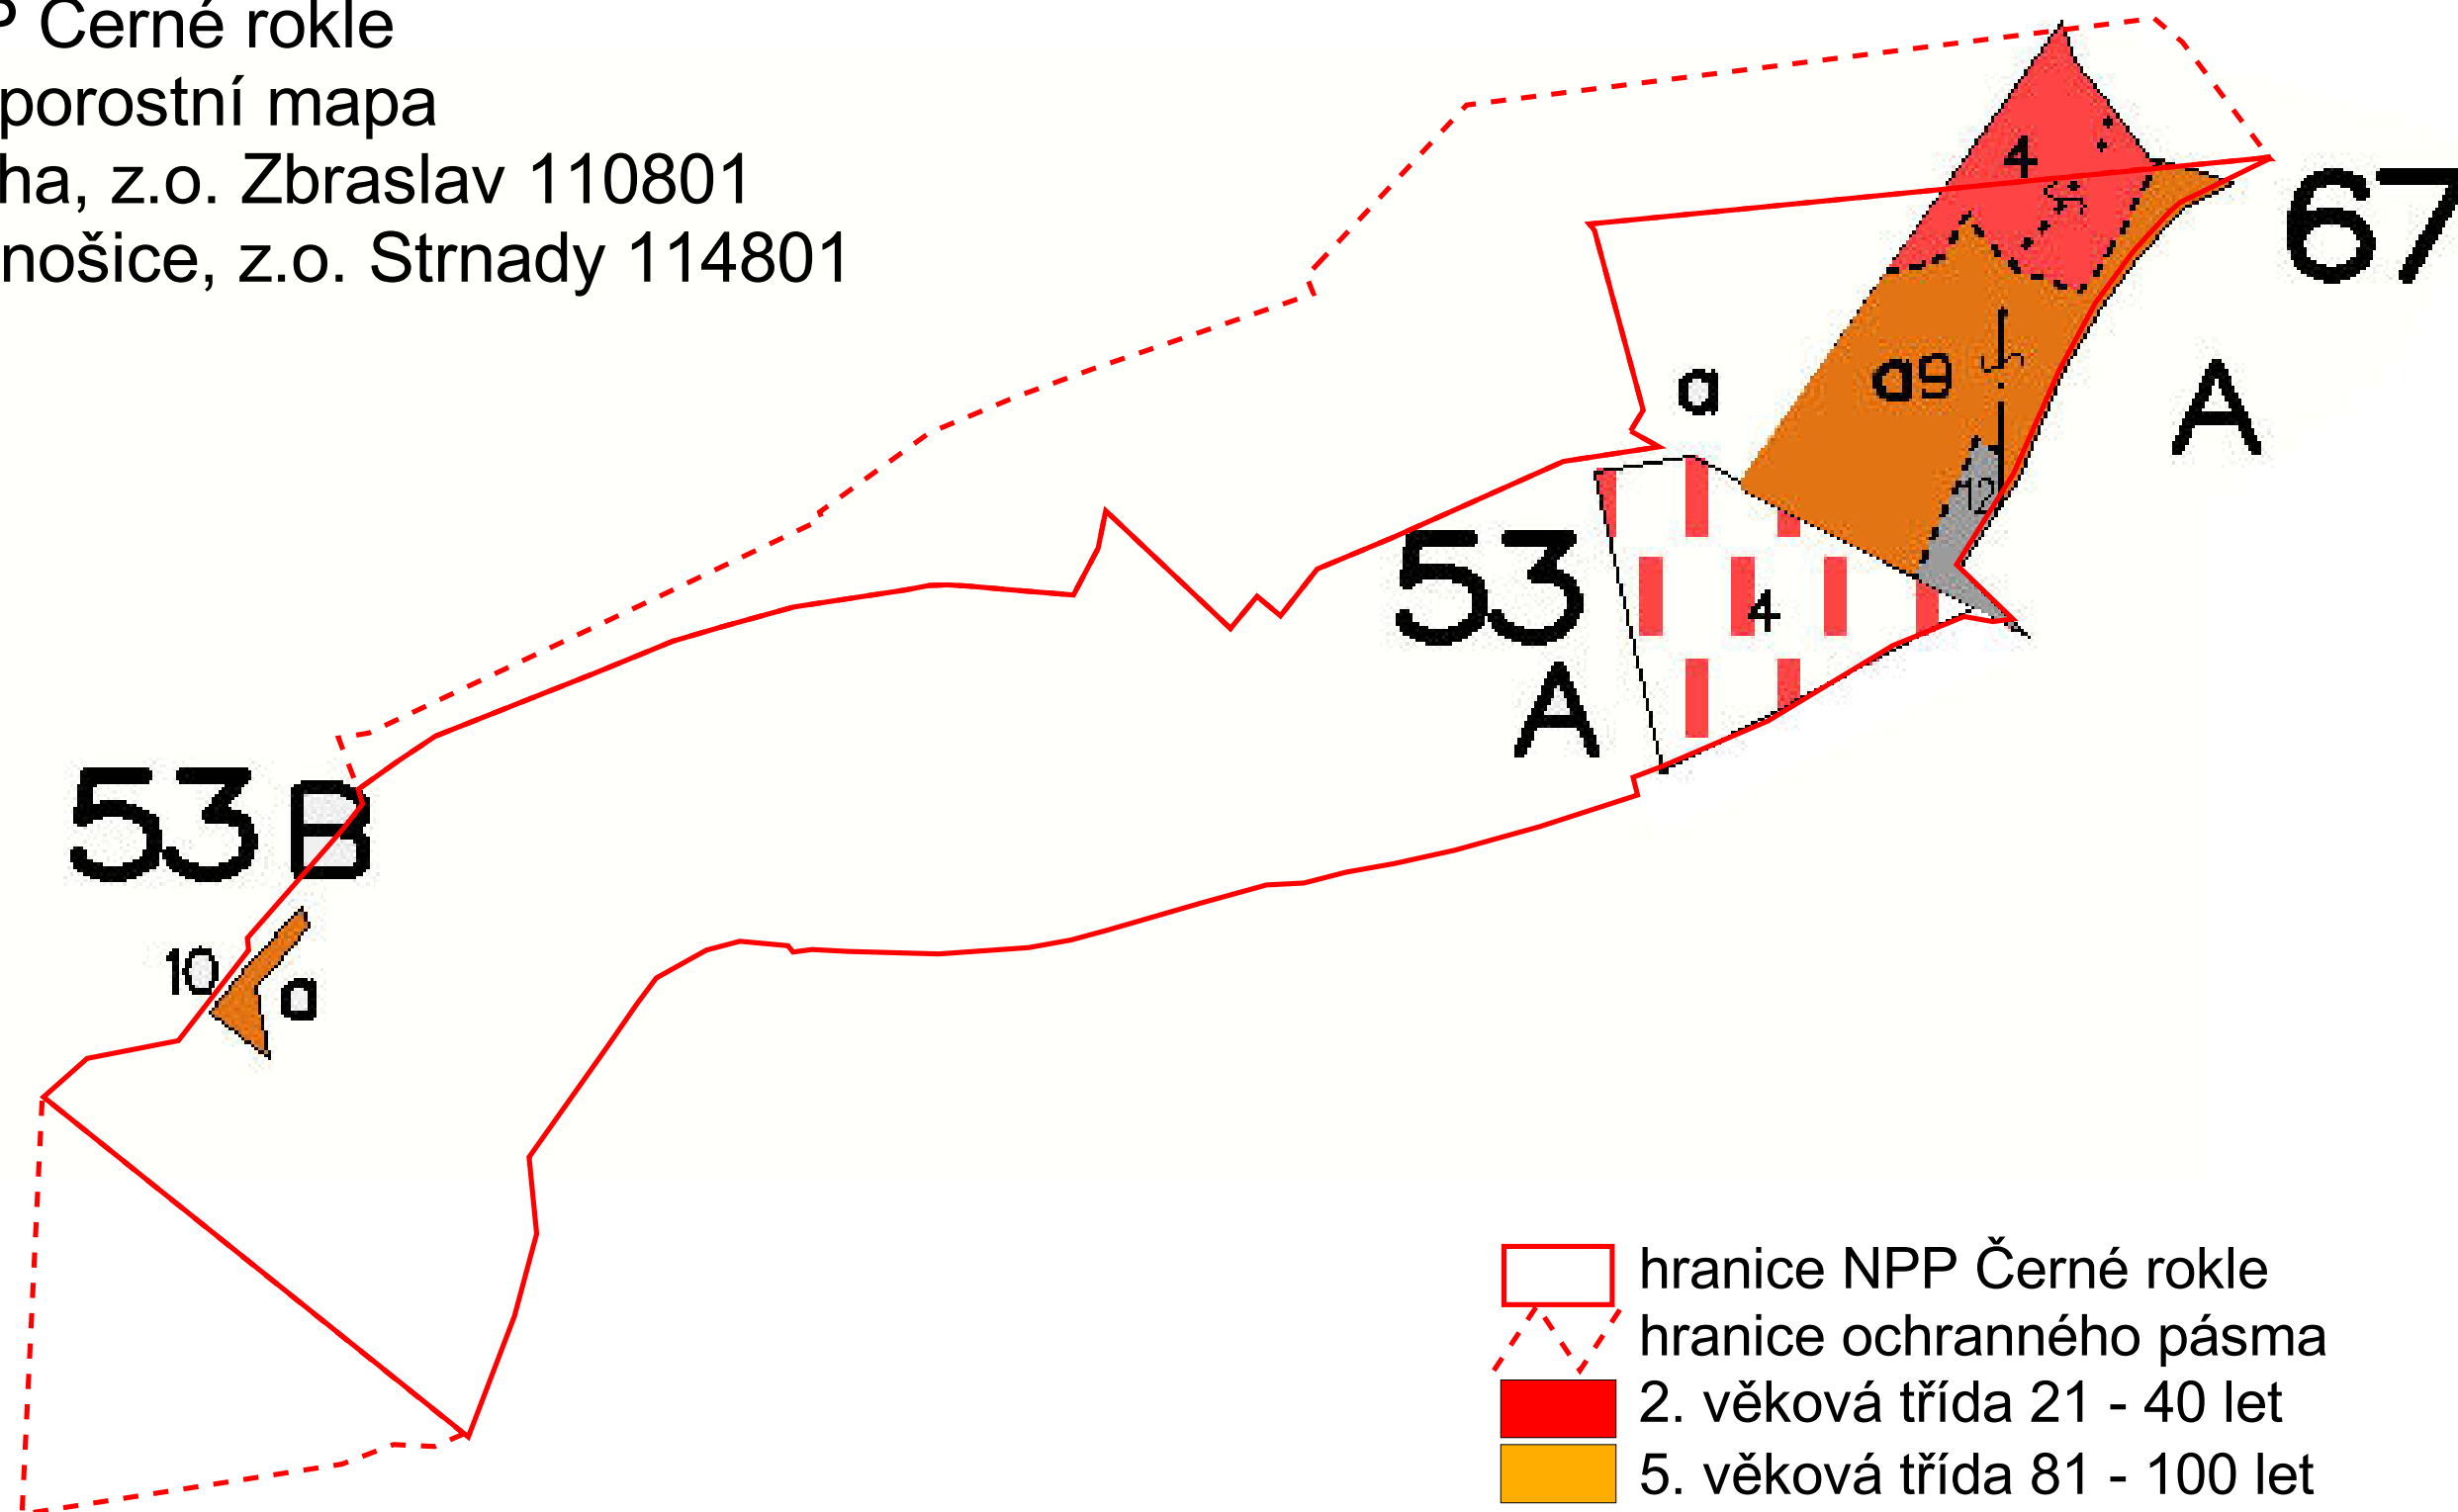 P Černé rokle
porostní mapa
ha, z.o. Zbraslav 110801
nošice, z.o. Strnady 114801
4
67
a
a9
A
12
53
4
A
53 B
10
a
hranice NPP Černé rokle
hranice ochranného pásma
2. věková třída 21 - 40 let
5. věková třída 81 - 100 let